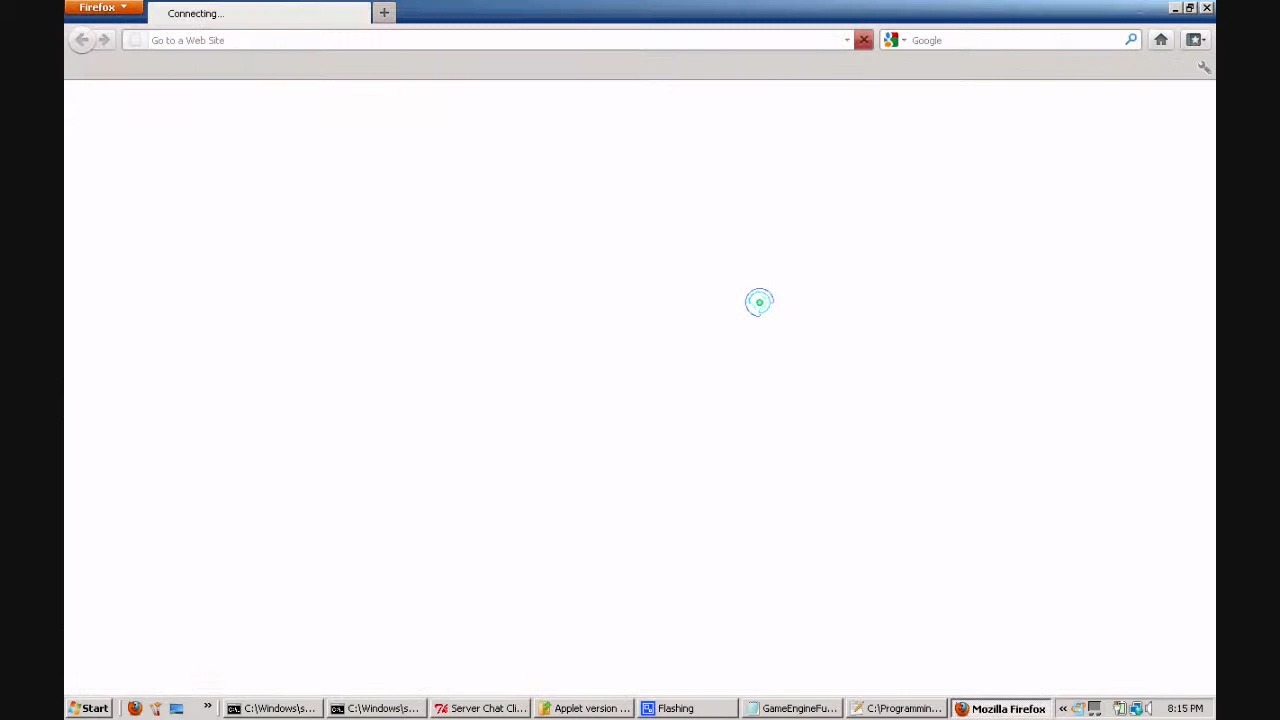 Firefox
Connecting...
Go to a Web Site
Google
Start
C:\Windows\s...
C:\Windows\s...
Server Chat Cli...
Applet version ...
Flashing
GameEngineFu...
C:\Programmin...
Mozilla Firefox
8:15 PM